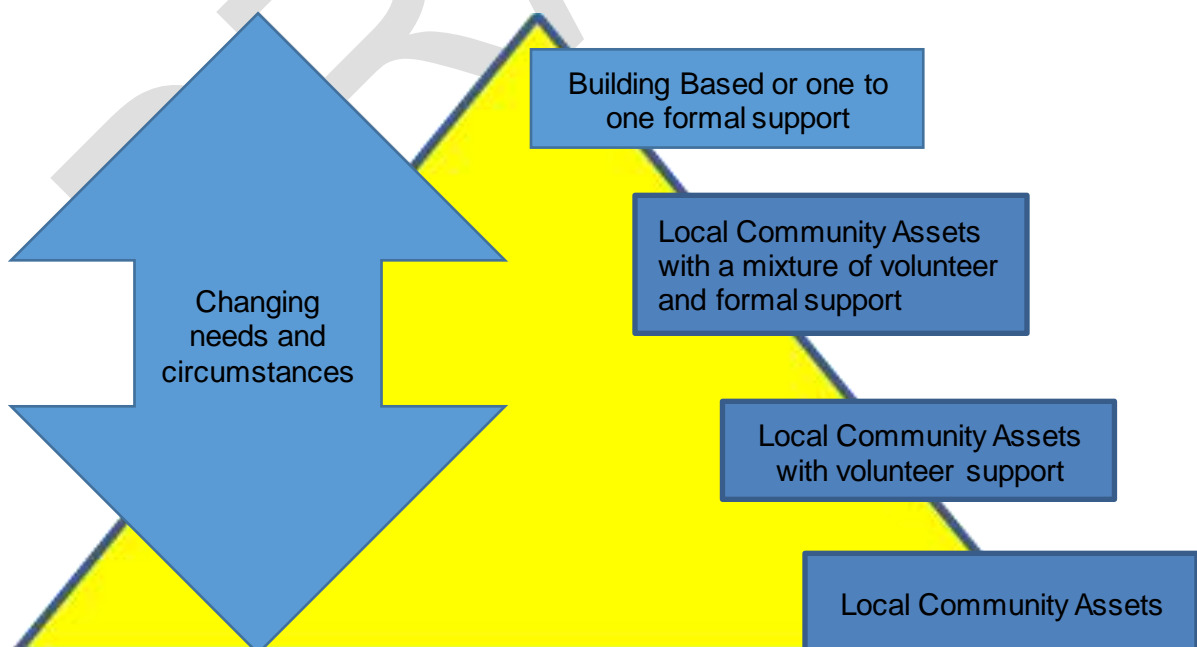 Building Based or one to
one formal support
Local Community Assets
with a mixture of volunteer
and formal support
Changing
needs and
circumstances
Local Community Assets
with volunteer support
Local Community Assets